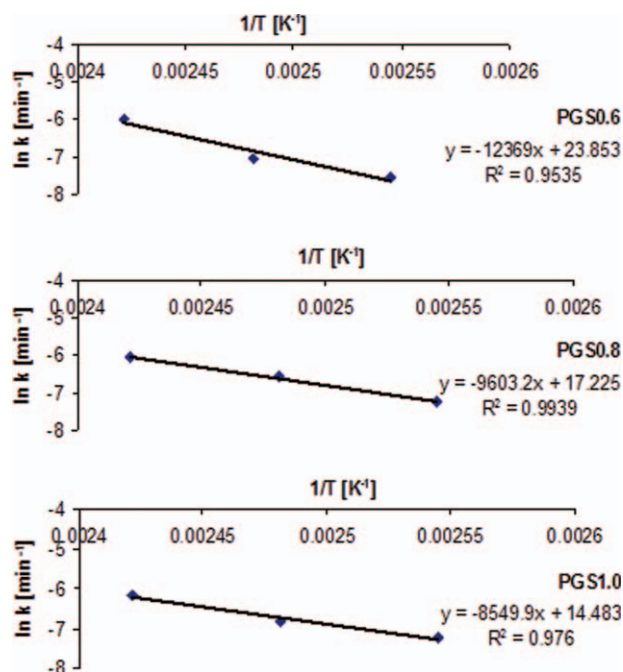 1/T [K⁻¹]
-4
0.0024 0.00245 0.0025 0.00255 0.0026
-5
-6
-7
-8
ln k [min⁻¹]
PGS0.6
y = -12369x + 23.853
R² = 0.9535
1/T [K⁻¹]
-4
0.0024 0.00245 0.0025 0.00255 0.0026
-5
-6
-7
-8
ln k [min⁻¹]
PGS0.8
y = -9603.2x + 17.225
R² = 0.9939
1/T [K⁻¹]
-4
0.0024 0.00245 0.0025 0.00255 0.0026
-5
-6
-7
-8
ln k [min⁻¹]
PGS1.0
y = -8549.9x + 14.483
R² = 0.976